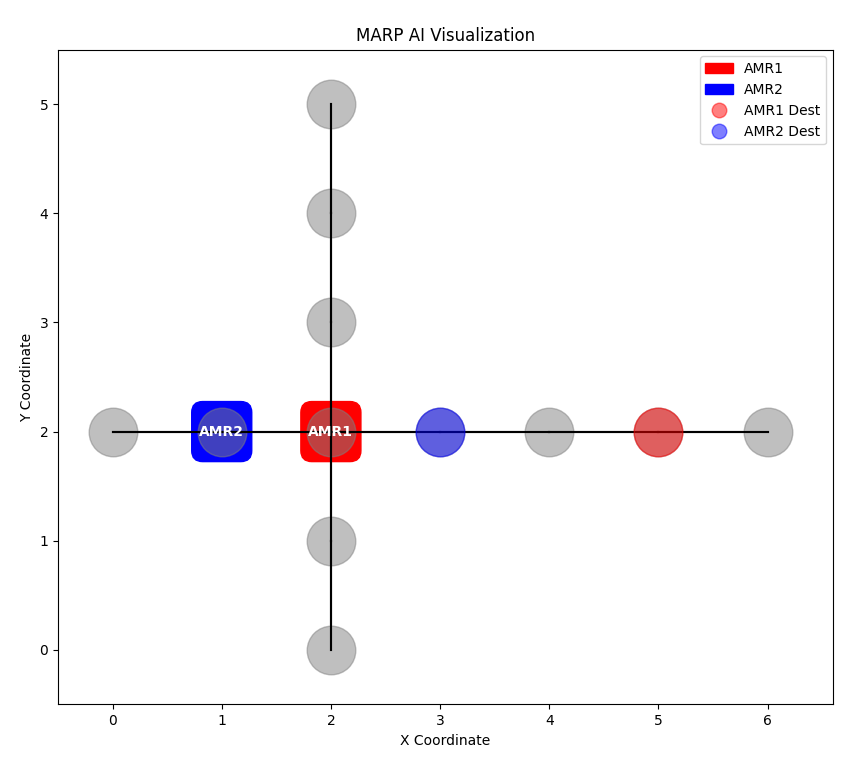 MARP AI Visualization
AMR1
AMR2
AMR1 Dest
AMR2 Dest
Y Coordinate
5
4
3
2
1
0
AMR2
AMR1
0 1 2 3 4 5 6
X Coordinate